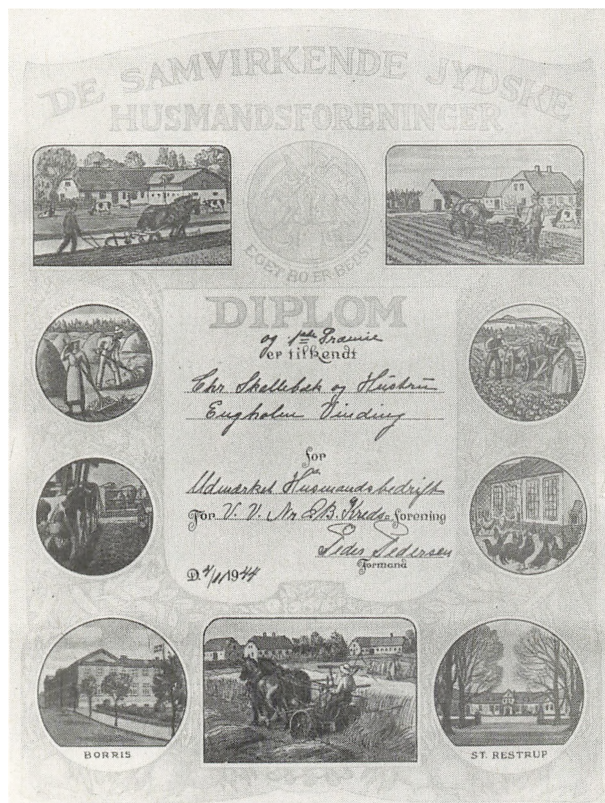 DE SAMVIRKENDE JYDSKE
HUSMANDSFORENINGER
EGET BO ER BEDST
DIPLOM
og 1ste Præmie
er tilkendt
Chr Skellebæk og Hustru
Engholm Vinding
for
Udmærket Husmandsbedrift
For V. V. Nr Kreds-forening
Peder Pedersen
Formand
D. 4/11 1944
BORRIS
ST. RESTRUP